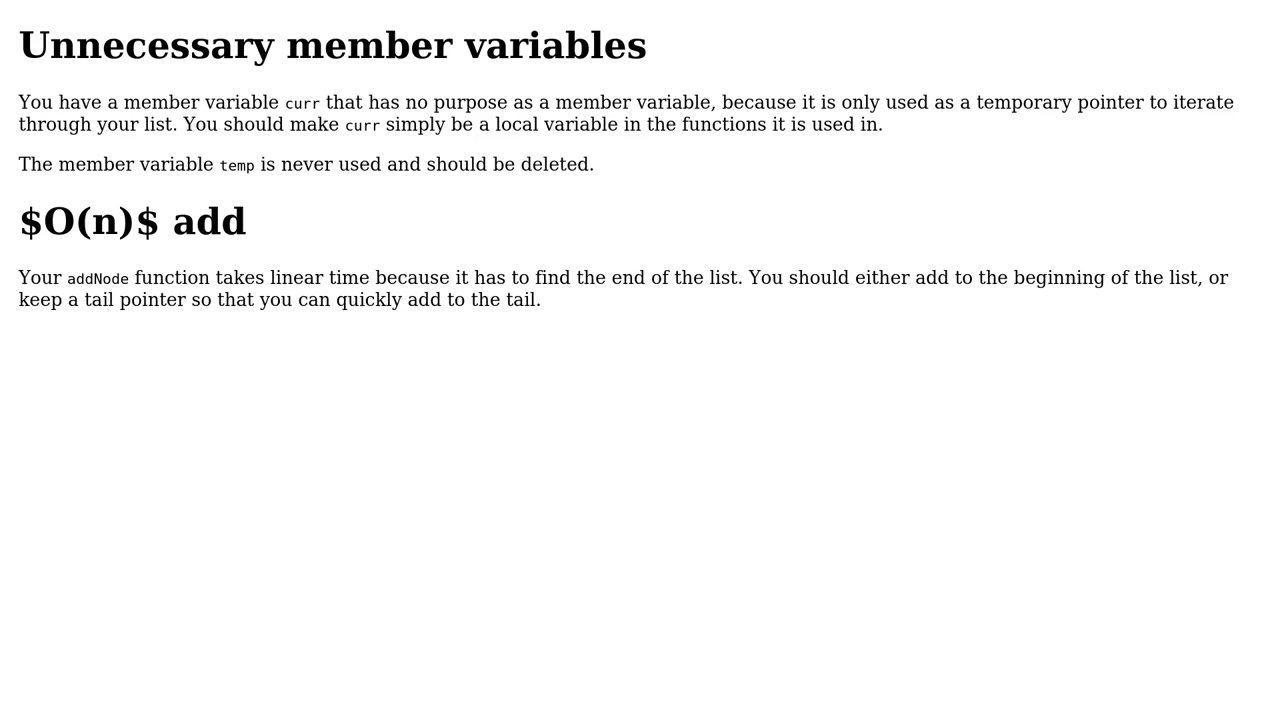 Unnecessary member variables
You have a member variable curr that has no purpose as a member variable, because it is only used as a temporary pointer to iterate
through your list. You should make curr simply be a local variable in the functions it is used in.
The member variable temp is never used and should be deleted.
$O(n)$ add
Your addNode function takes linear time because it has to find the end of the list. You should either add to the beginning of the list, or
keep a tail pointer so that you can quickly add to the tail.